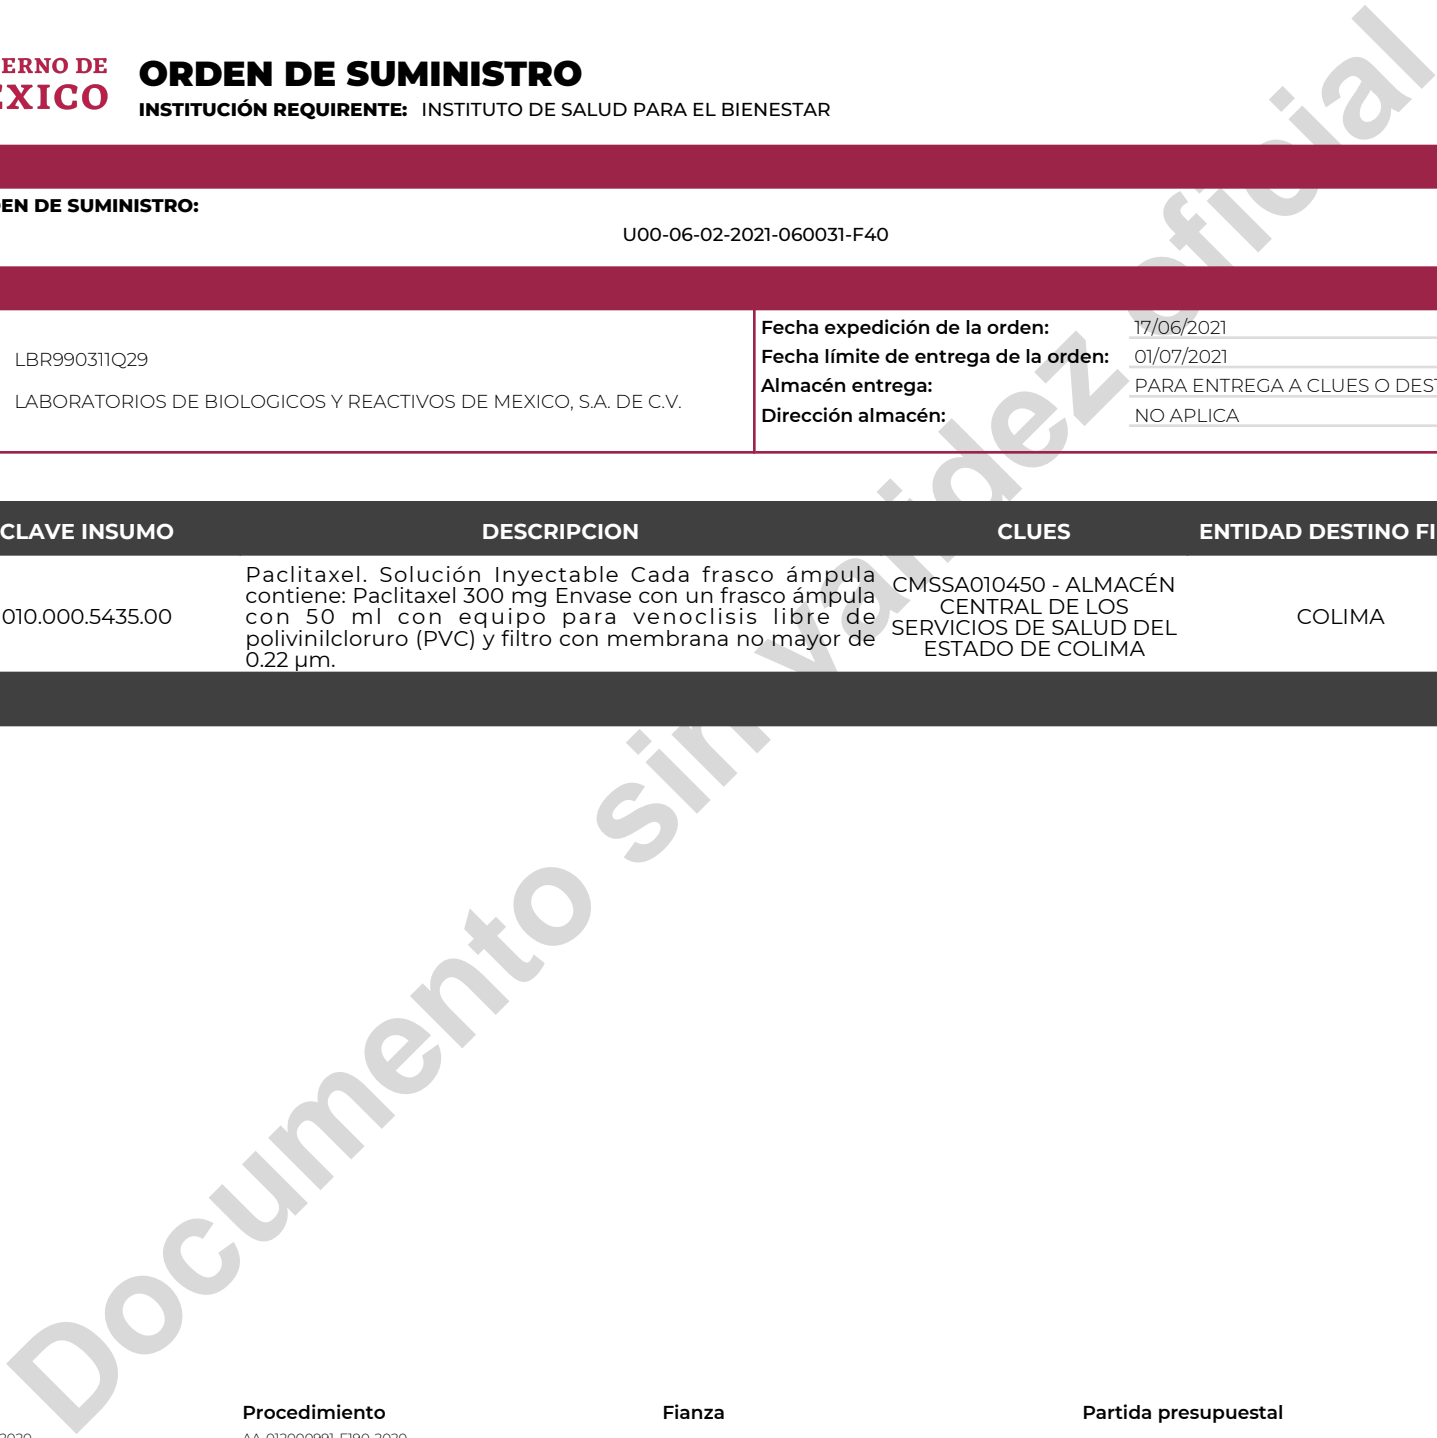 ERNO DE
ÉXICO
ORDEN DE SUMINISTRO
INSTITUCIÓN REQUIRENTE: INSTITUTO DE SALUD PARA EL BIENESTAR
EN DE SUMINISTRO:
U00-06-02-2021-060031-F40
LBR990311Q29
LABORATORIOS DE BIOLOGICOS Y REACTIVOS DE MEXICO, S.A. DE C.V.
Fecha expedición de la orden: 17/06/2021
Fecha límite de entrega de la orden: 01/07/2021
Almacén entrega: PARA ENTREGA A CLUES O DEST
Dirección almacén: NO APLICA
CLAVE INSUMO DESCRIPCION CLUES ENTIDAD DESTINO FI
010.000.5435.00
Paclitaxel. Solución Inyectable Cada frasco ámpula
contiene: Paclitaxel 300 mg Envase con un frasco ámpula
con 50 ml con equipo para venoclisis libre de
polivinilcloruro (PVC) y filtro con membrana no mayor de
0.22 µm.
CMSSA010450 - ALMACÉN
CENTRAL DE LOS
SERVICIOS DE SALUD DEL
ESTADO DE COLIMA
COLIMA
Documento sin validez oficial
Procedimiento Fianza Partida presupuestal